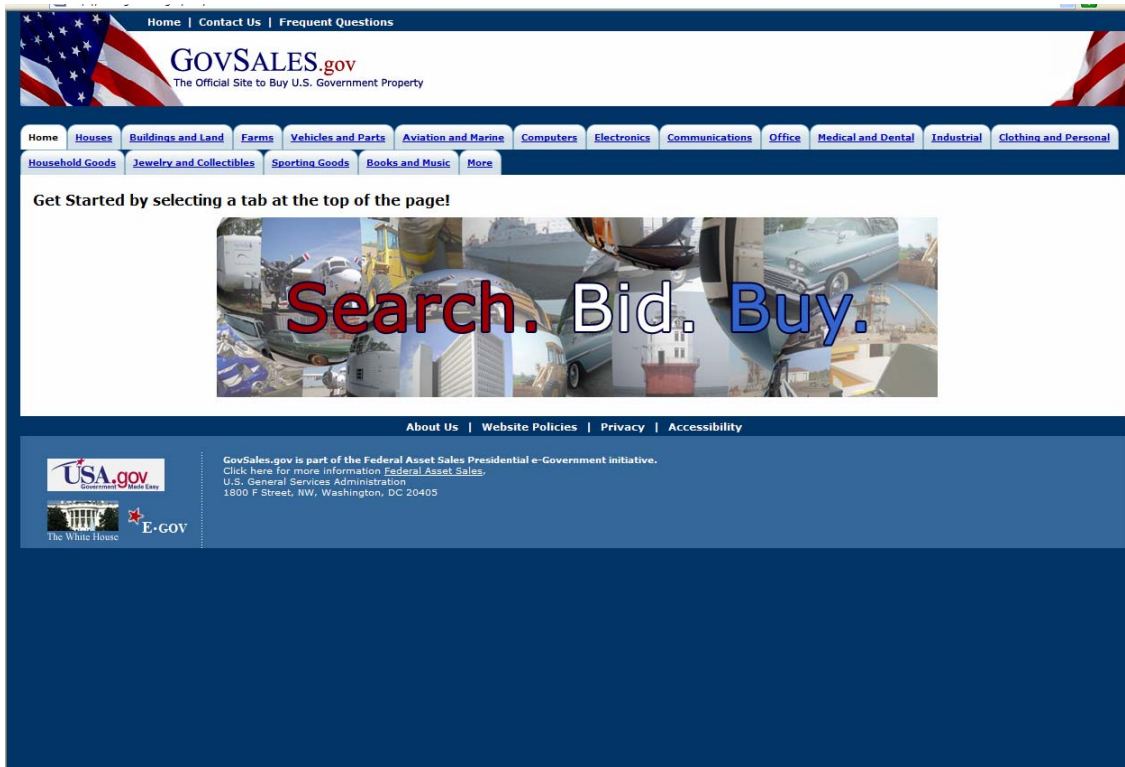 Home | Contact Us | Frequent Questions
GOVSALES.gov
The Official Site to Buy U.S. Government Property
Home Houses Buildings and Land Farms Vehicles and Parts Aviation and Marine Computers Electronics Communications Office Medical and Dental Industrial Clothing and Personal
Household Goods Jewelry and Collectibles Sporting Goods Books and Music More
Get Started by selecting a tab at the top of the page!
Search. Bid. Buy.
About Us | Website Policies | Privacy | Accessibility
USA.gov
Government Made Easy
The White House
E-GOV
GovSales.gov is part of the Federal Asset Sales Presidential e-Government initiative.
Click here for more information Federal Asset Sales,
U.S. General Services Administration
1800 F Street, NW, Washington, DC 20405